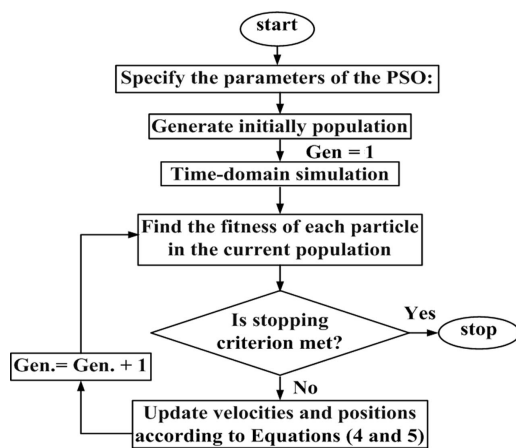 start
Specify the parameters of the PSO:
Generate initially population
Gen = 1
Time-domain simulation
Find the fitness of each particle
in the current population
Is stopping
criterion met?
Yes
stop
No
Gen.= Gen. + 1
Update velocities and positions
according to Equations (4 and 5)